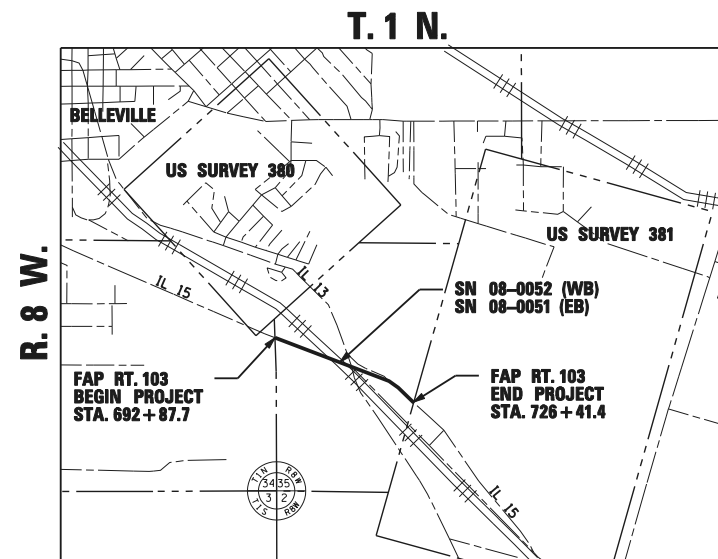 T. 1 N.
BELLEVILLE
US SURVEY 380
US SURVEY 381
R. 8 W.
IL 15
IL 13
SN 08-0052 (WB)
SN 08-0051 (EB)
FAP RT. 103
BEGIN PROJECT
STA. 692+87.7
FAP RT. 103
END PROJECT
STA. 726+41.4
T1N R8W
34 35
3 2
T1S R8W
IL 15